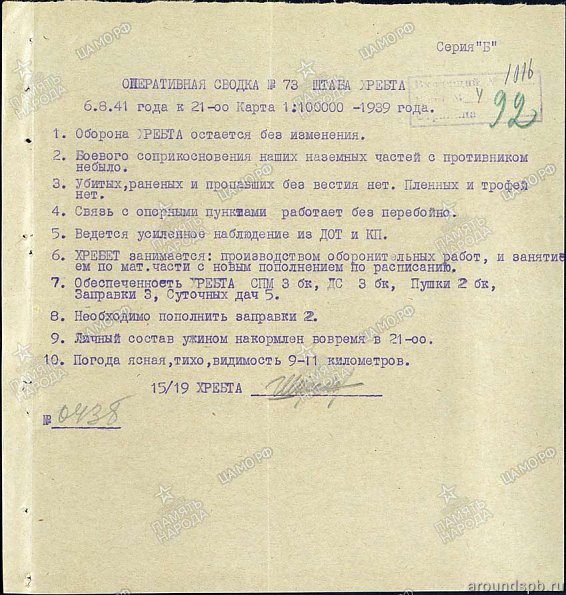 Серия"Б"
1016
92
ОПЕРАТИВНАЯ СВОДКА № 73 ШТАБА ХРЕБТА
6.8.41 года к 21-оо Карта 1:100000 -1939 года.
1. Оборона ХРЕБТА остается без изменения.
2. Боевого соприкосновения наших наземных частей с противником
небыло.
3. Убитых,раненых и пропавших без вестия нет. Пленных и трофей
нет.
4. Связь с опорными пунктами работает без перебойно.
5. Ведется усиленное наблюдение из ДОТ и КП.
6. ХРЕБЕТ занимается: производством оборонительных работ, и заняти
ем по мат.части с новым пополнением по расписанию.
7. Обеспеченность ХРЕБТА СПМ 3 бк, ДС 3 бк, Пушки 2 бк,
Заправки 3, Суточных дач 5.
8. Необходимо пополнить заправки 2.
9. Личный состав ужином накормлен вовремя в 21-оо.
10. Погода ясная,тихо,видимость 9-11 километров.
15/19 ХРЕБТА
№ 0438
ПАМЯТЬ НАРОДА
ЦАМО.РФ
aroundspb.ru